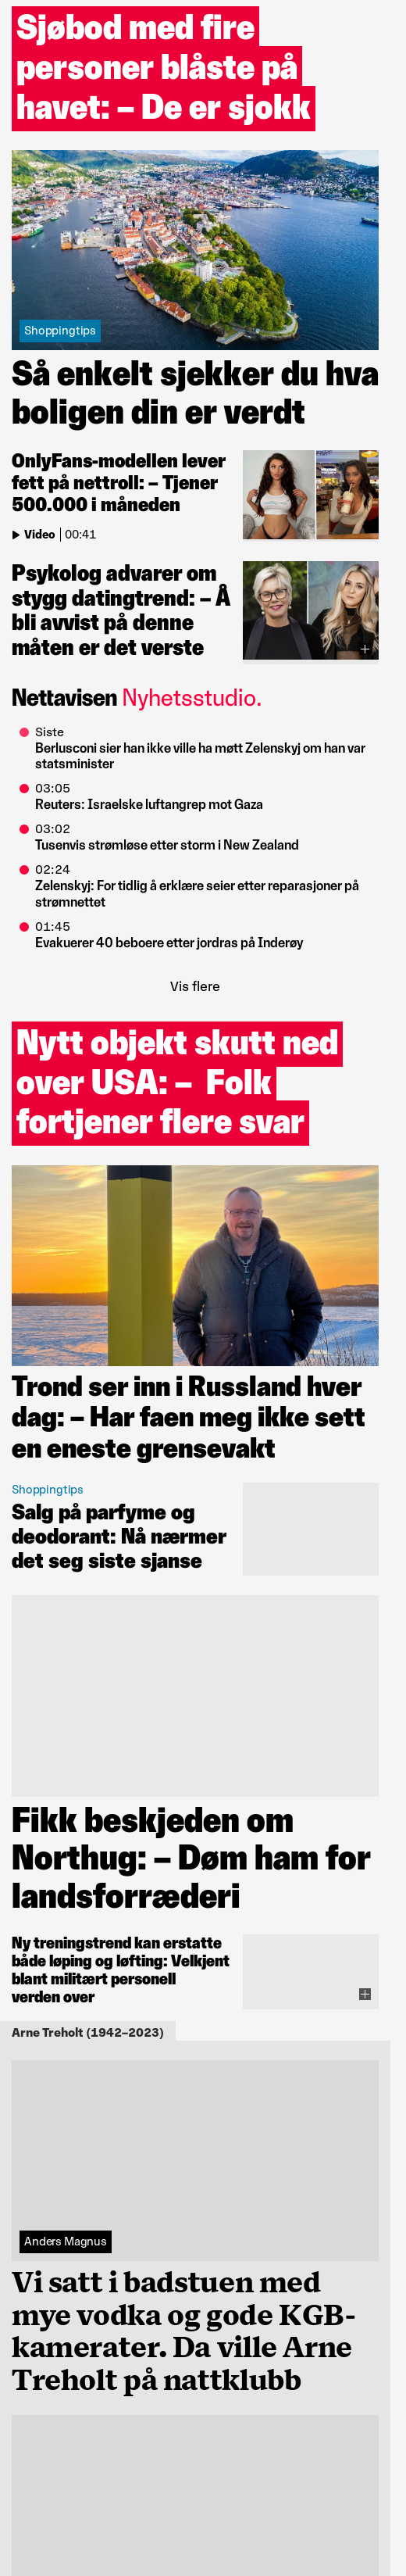 Sjøbod med fire
personer blåste på
havet: – De er sjokk
Shoppingtips
Så enkelt sjekker du hva
boligen din er verdt
OnlyFans-modellen lever
fett på nettroll: – Tjener
500.000 i måneden
Video 00:41
Psykolog advarer om
stygg datingtrend: – Å
bli avvist på denne
måten er det verste
Nettavisen Nyhetsstudio.
Siste
Berlusconi sier han ikke ville ha møtt Zelenskyj om han var
statsminister
03:05
Reuters: Israelske luftangrep mot Gaza
03:02
Tusenvis strømløse etter storm i New Zealand
02:24
Zelenskyj: For tidlig å erklære seier etter reparasjoner på
strømnettet
01:45
Evakuerer 40 beboere etter jordras på Inderøy
Vis flere
Nytt objekt skutt ned
over USA: – Folk
fortjener flere svar
Trond ser inn i Russland hver
dag: – Har faen meg ikke sett
en eneste grensevakt
Shoppingtips
Salg på parfyme og
deodorant: Nå nærmer
det seg siste sjanse
Fikk beskjeden om
Northug: – Døm ham for
landsforræderi
Ny treningstrend kan erstatte
både løping og løfting: Velkjent
blant militært personell
verden over
Arne Treholt (1942–2023)
Anders Magnus
Vi satt i badstuen med
mye vodka og gode KGB-
kamerater. Da ville Arne
Treholt på nattklubb